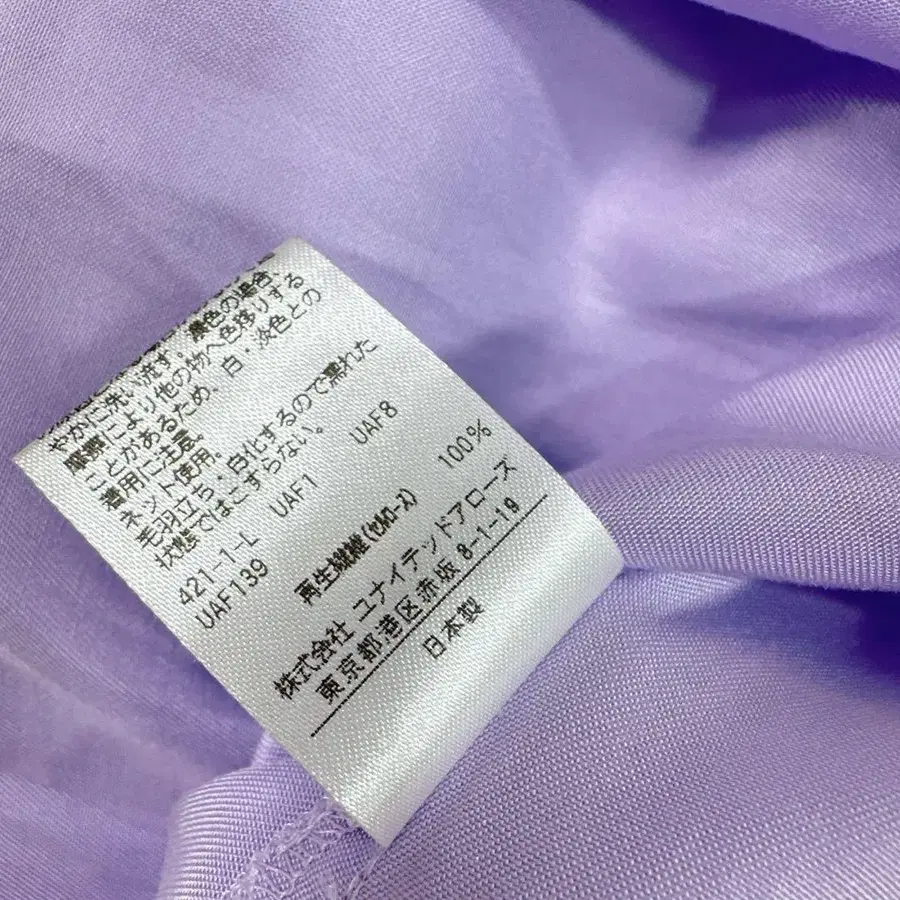 やかに洗い流す。濃色の場合、
摩擦により他の物へ色移りする
ことがあるため、白・淡色との
着用に注意。
ネット使用。
毛羽立ち・白化するので濡れた
状態ではこすらない。
421-1-L UAF1 UAF8
UAF139
再生繊維(セルロース) 100%
株式会社 ユナイテッドアローズ
東京都港区赤坂 8-1-19
日本製